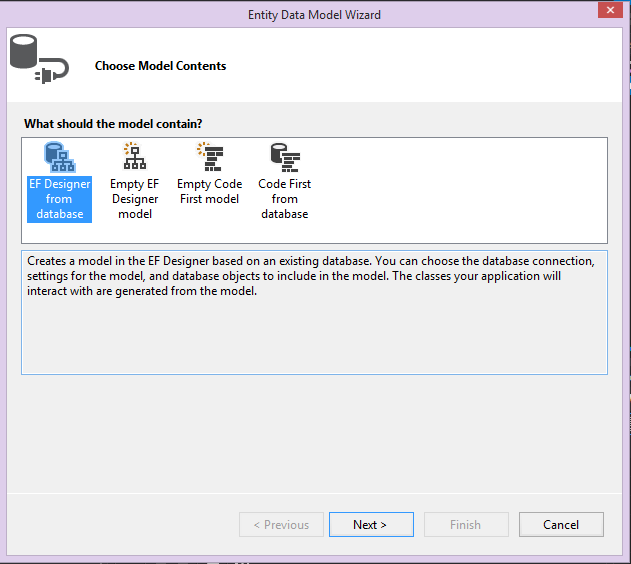 Entity Data Model Wizard
Choose Model Contents
What should the model contain?
EF Designer
from
database
Empty EF
Designer
model
Empty Code
First model
Code First
from
database
Creates a model in the EF Designer based on an existing database. You can choose the database connection,
settings for the model, and database objects to include in the model. The classes your application will
interact with are generated from the model.
< Previous
Next >
Finish
Cancel